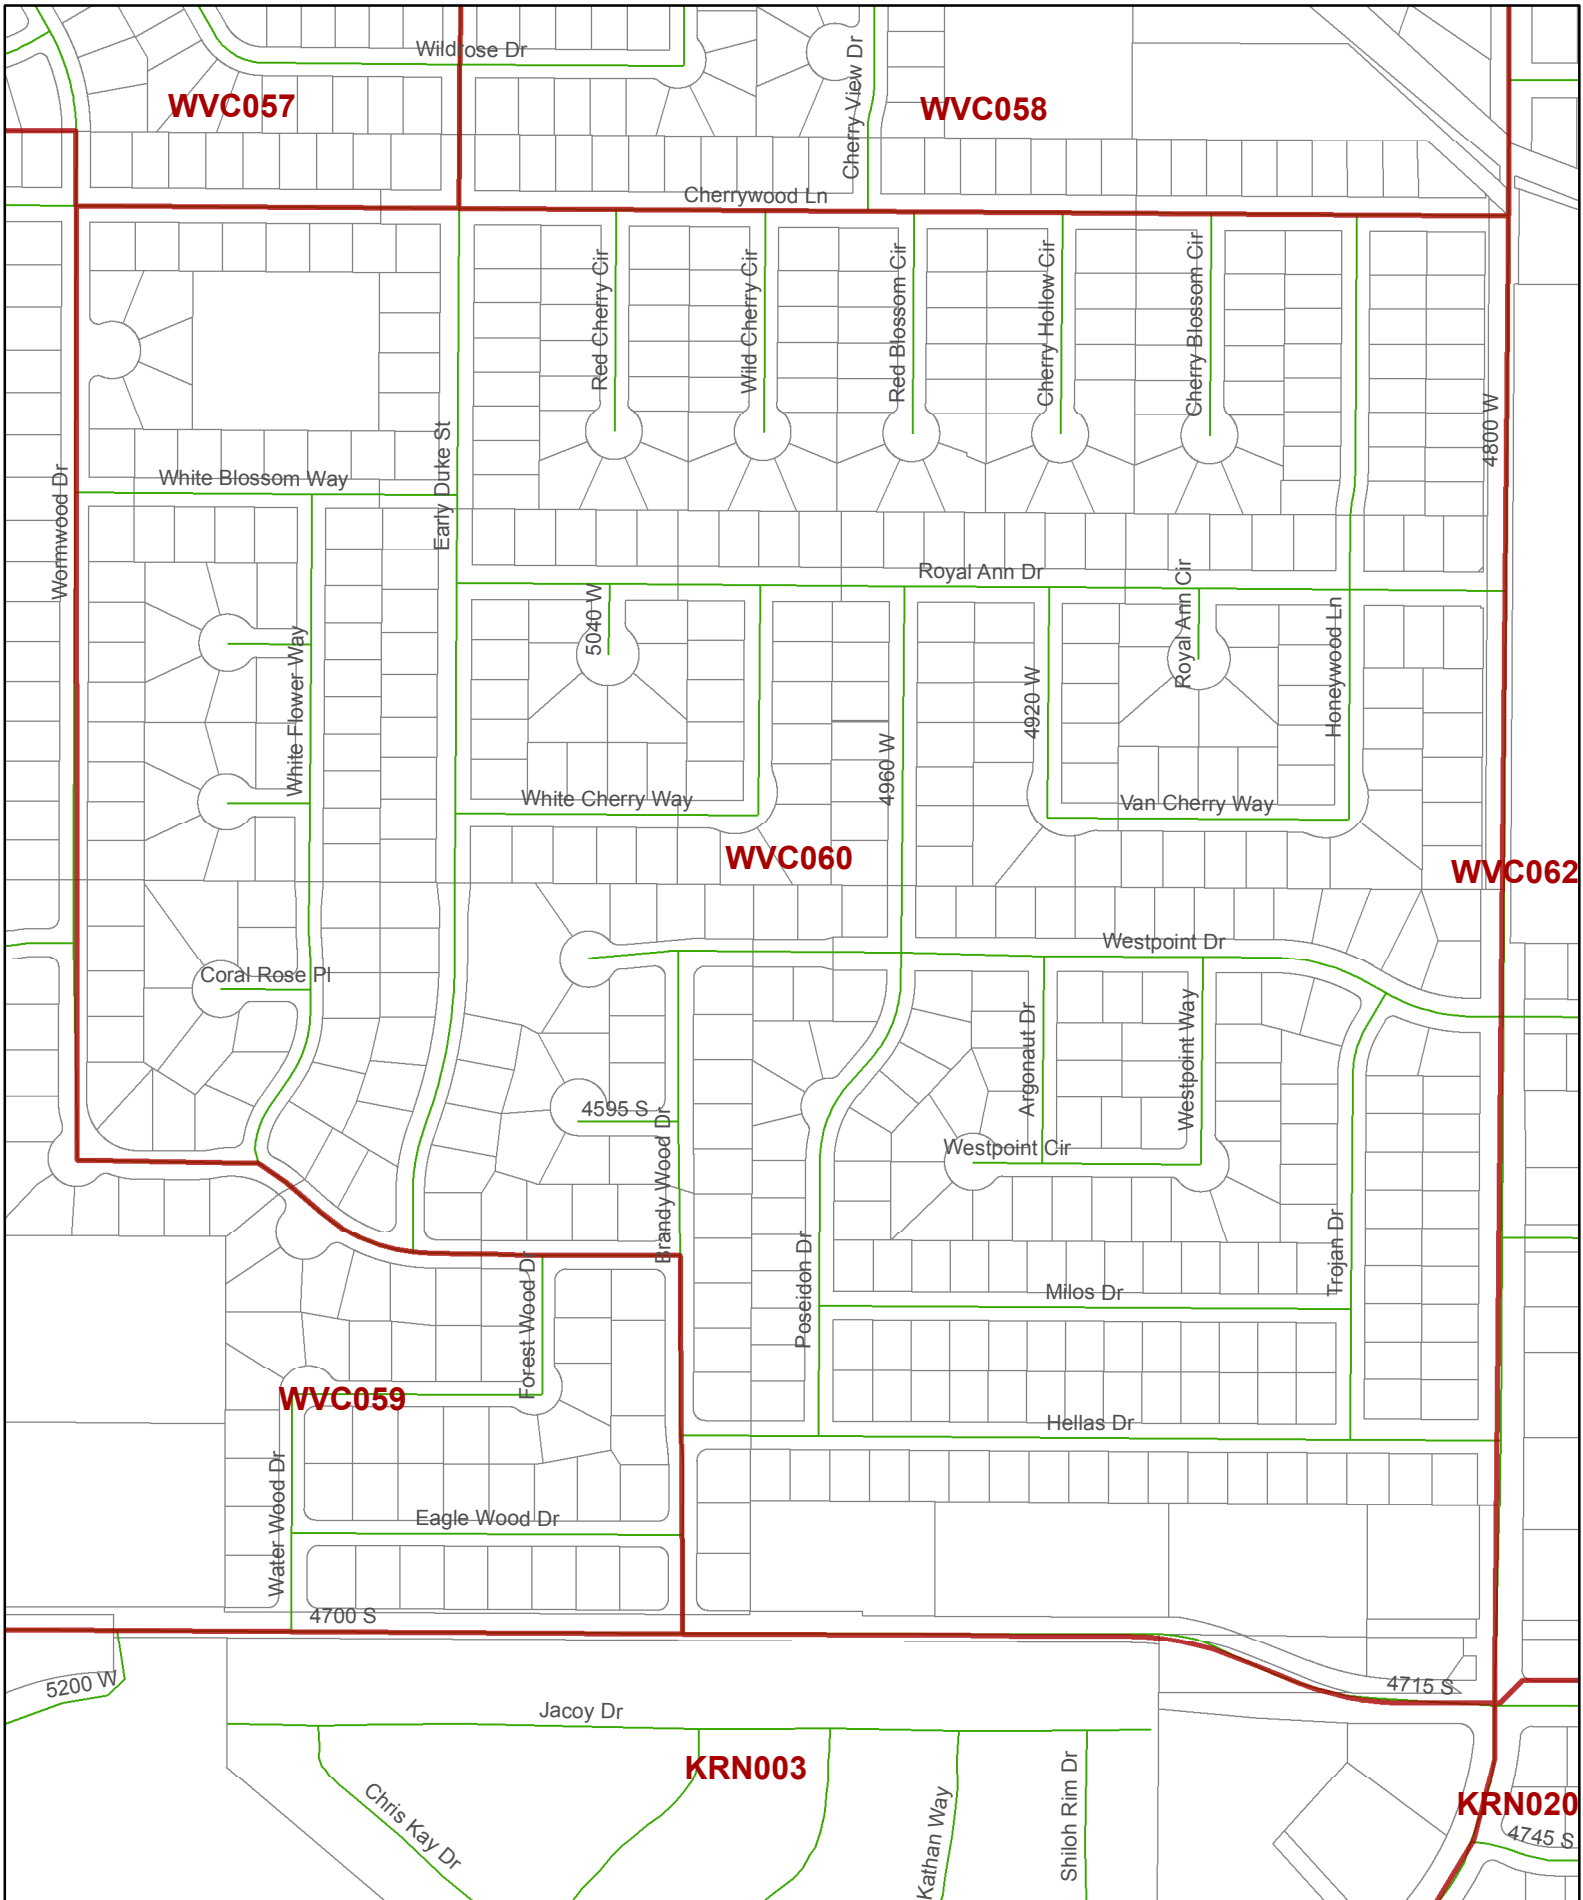 Wildrose Dr
Cherry View Dr
WVC057
WVC058
Cherrywood Ln
Red Cherry Cir
Wild Cherry Cir
Red Blossom Cir
Cherry Hollow Cir
Cherry Blossom Cir
4800 W
Early Duke St
White Blossom Way
Wormwood Dr
Royal Ann Dr
5040 W
Royal Ann Cir
Honeywood Ln
White Flower Way
4920 W
4960 W
White Cherry Way
Van Cherry Way
WVC060
WVC062
Westpoint Dr
Coral Rose Pl
Argonaut Dr
Westpoint Way
4595 S
Brandy Wood Dr
Westpoint Cir
Poseidon Dr
Trojan Dr
Forest Wood Dr
Milos Dr
WVC059
Hellas Dr
Water Wood Dr
Eagle Wood Dr
4700 S
5200 W
4715 S
Jacoy Dr
KRN003
Chris Kay Dr
Kathan Way
Shiloh Rim Dr
KRN020
4745 S